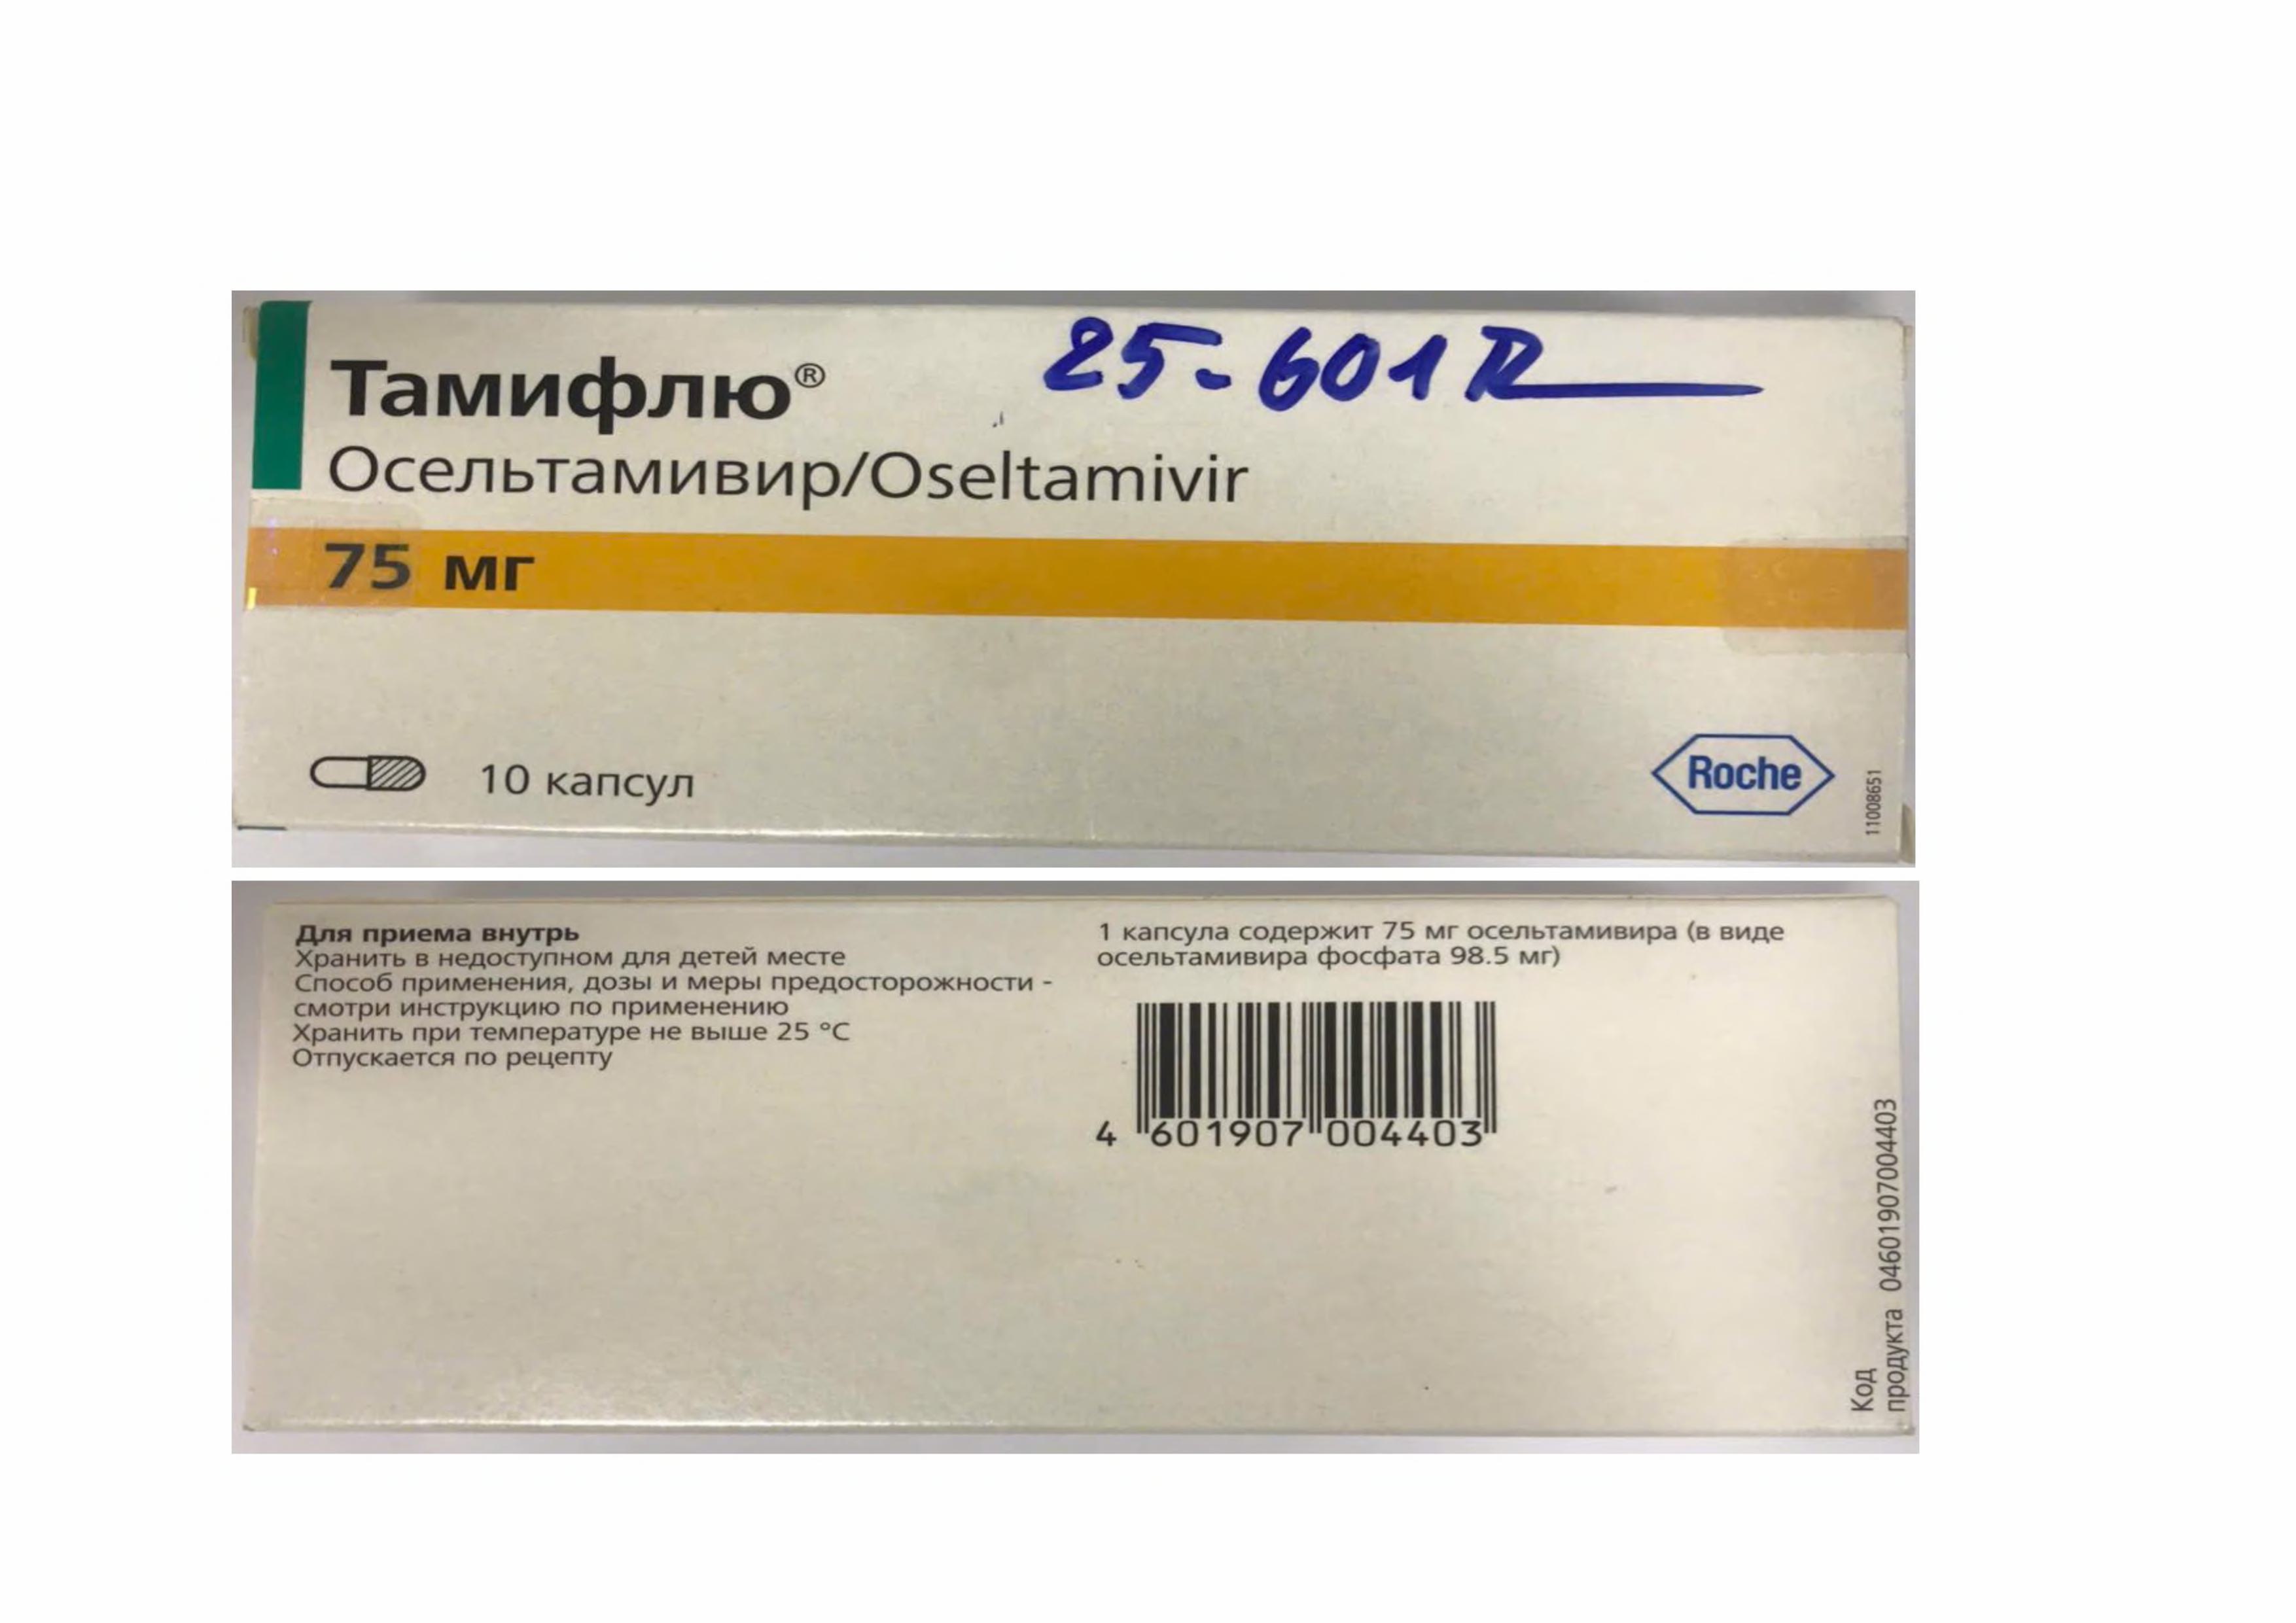 25-601R
Тамифлю®
Осельтамивир/Oseltamivir
75 мг
10 капсул
Roche
11008651
Для приема внутрь
Хранить в недоступном для детей месте
Способ применения, дозы и меры предосторожности -
смотри инструкцию по применению
Хранить при температуре не выше 25 °C
Отпускается по рецепту
1 капсула содержит 75 мг осельтамивира (в виде
осельтамивира фосфата 98.5 мг)
4 601907 004403
Код
продукта 04601907004403